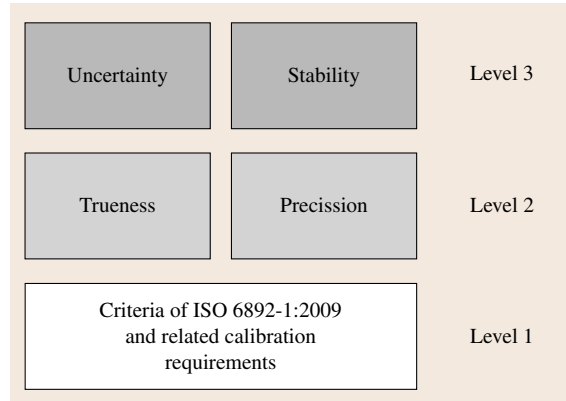 Uncertainty Stability Level 3
Trueness Precission Level 2
Criteria of ISO 6892-1:2009
and related calibration Level 1
requirements